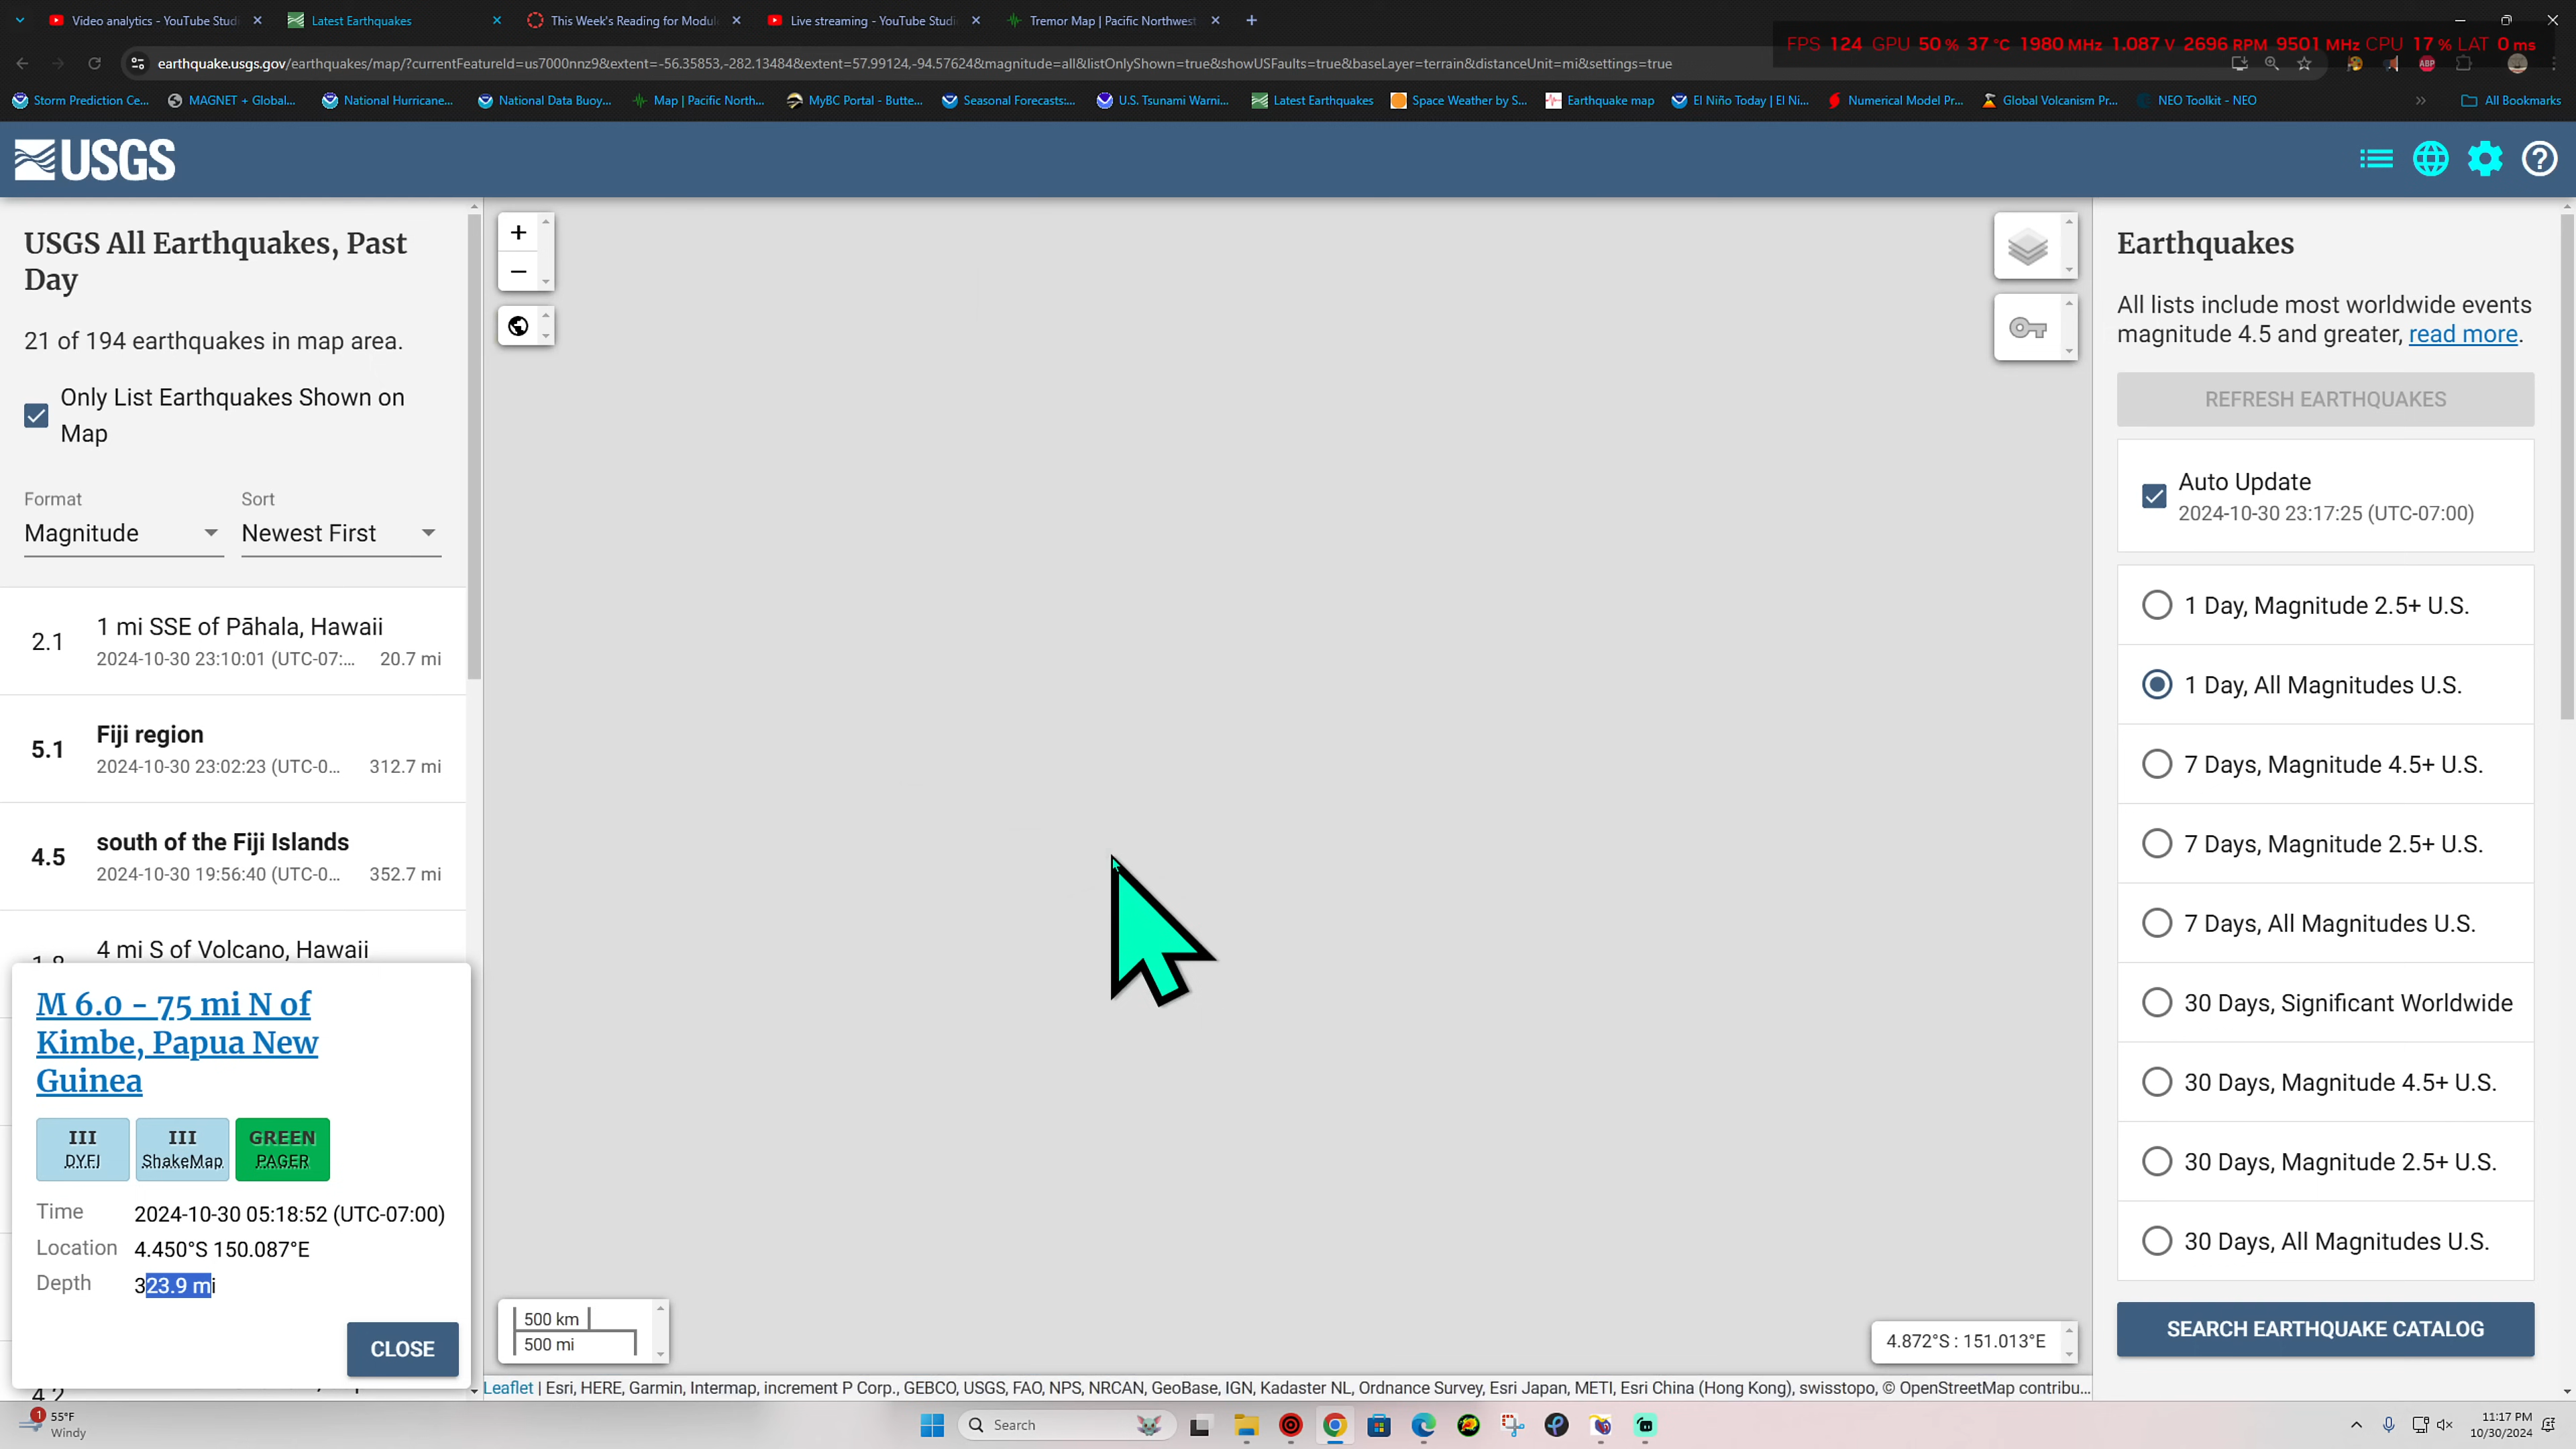 Video analytics - YouTube Studi
Latest Earthquakes
This Week's Reading for Modul
Live streaming - YouTube Studi
Tremor Map | Pacific Northwest
FPS 124 GPU 50 % 37 °C 1980 MHz 1.087 V 2696 RPM 9501 MHz CPU 17 % LAT 0 ms
earthquake.usgs.gov/earthquakes/map/?currentFeatureId=us7000nnz9&extent=-56.35853,-282.13484&extent=57.99124,-94.57624&magnitude=all&listOnlyShown=true&showUSFaults=true&baseLayer=terrain&distanceUnit=mi&settings=true
ABP
Storm Prediction Ce...
MAGNET + Global...
National Hurricane...
National Data Buoy...
Map | Pacific North...
MyBC Portal - Butte...
Seasonal Forecasts:...
U.S. Tsunami Warni...
Latest Earthquakes
Space Weather by S...
Earthquake map
El Niño Today | El Ni...
Numerical Model Pr...
Global Volcanism Pr...
NEO Toolkit - NEO
All Bookmarks
USGS
USGS All Earthquakes, Past
Day
21 of 194 earthquakes in map area.
Only List Earthquakes Shown on
Map
Format
Sort
Magnitude
Newest First
2.1
1 mi SSE of Pāhala, Hawaii
2024-10-30 23:10:01 (UTC-07:...
20.7 mi
5.1
Fiji region
2024-10-30 23:02:23 (UTC-0...
312.7 mi
4.5
south of the Fiji Islands
2024-10-30 19:56:40 (UTC-0...
352.7 mi
4 mi S of Volcano, Hawaii
1.8
M 6.0 - 75 mi N of
Kimbe, Papua New
Guinea
III
DYFI
III
ShakeMap
GREEN
PAGER
Time
2024-10-30 05:18:52 (UTC-07:00)
Location
4.450°S 150.087°E
Depth
323.9 mi
CLOSE
4.2
+
−
500 km
500 mi
4.872°S : 151.013°E
Leaflet | Esri, HERE, Garmin, Intermap, increment P Corp., GEBCO, USGS, FAO, NPS, NRCAN, GeoBase, IGN, Kadaster NL, Ordnance Survey, Esri Japan, METI, Esri China (Hong Kong), swisstopo, © OpenStreetMap contribu...
Earthquakes
All lists include most worldwide events
magnitude 4.5 and greater, read more.
REFRESH EARTHQUAKES
Auto Update
2024-10-30 23:17:25 (UTC-07:00)
1 Day, Magnitude 2.5+ U.S.
1 Day, All Magnitudes U.S.
7 Days, Magnitude 4.5+ U.S.
7 Days, Magnitude 2.5+ U.S.
7 Days, All Magnitudes U.S.
30 Days, Significant Worldwide
30 Days, Magnitude 4.5+ U.S.
30 Days, Magnitude 2.5+ U.S.
30 Days, All Magnitudes U.S.
SEARCH EARTHQUAKE CATALOG
1
55°F
Windy
Search
11:17 PM
10/30/2024